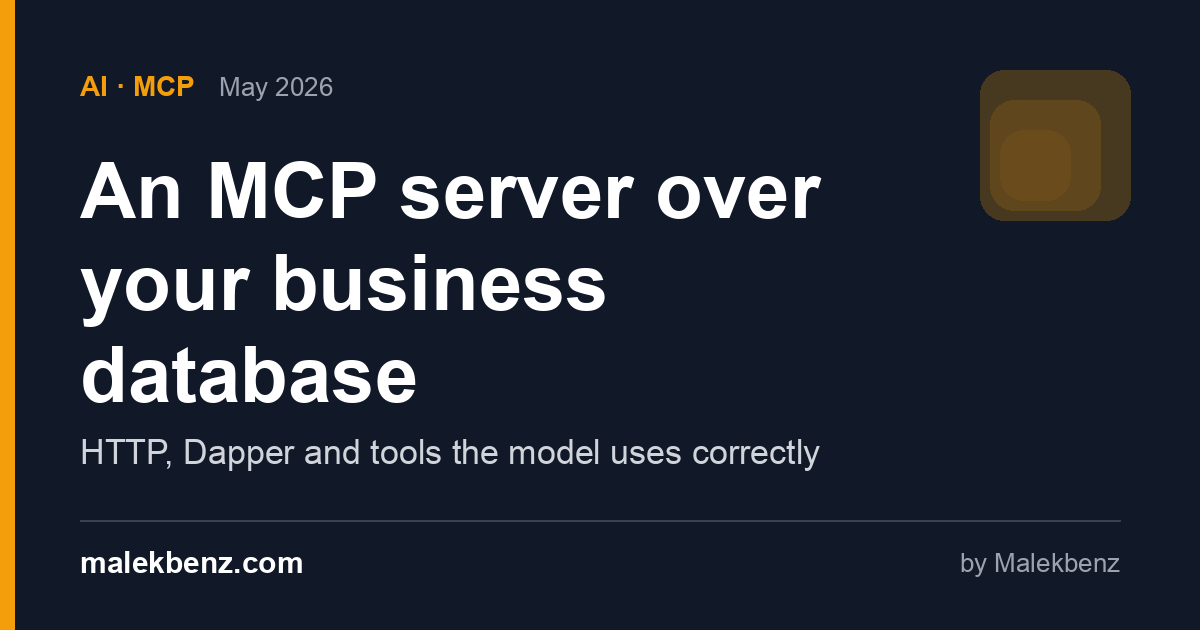 AI · MCP May 2026
An MCP server over
your business
database
HTTP, Dapper and tools the model uses correctly
malekbenz.com
by Malekbenz